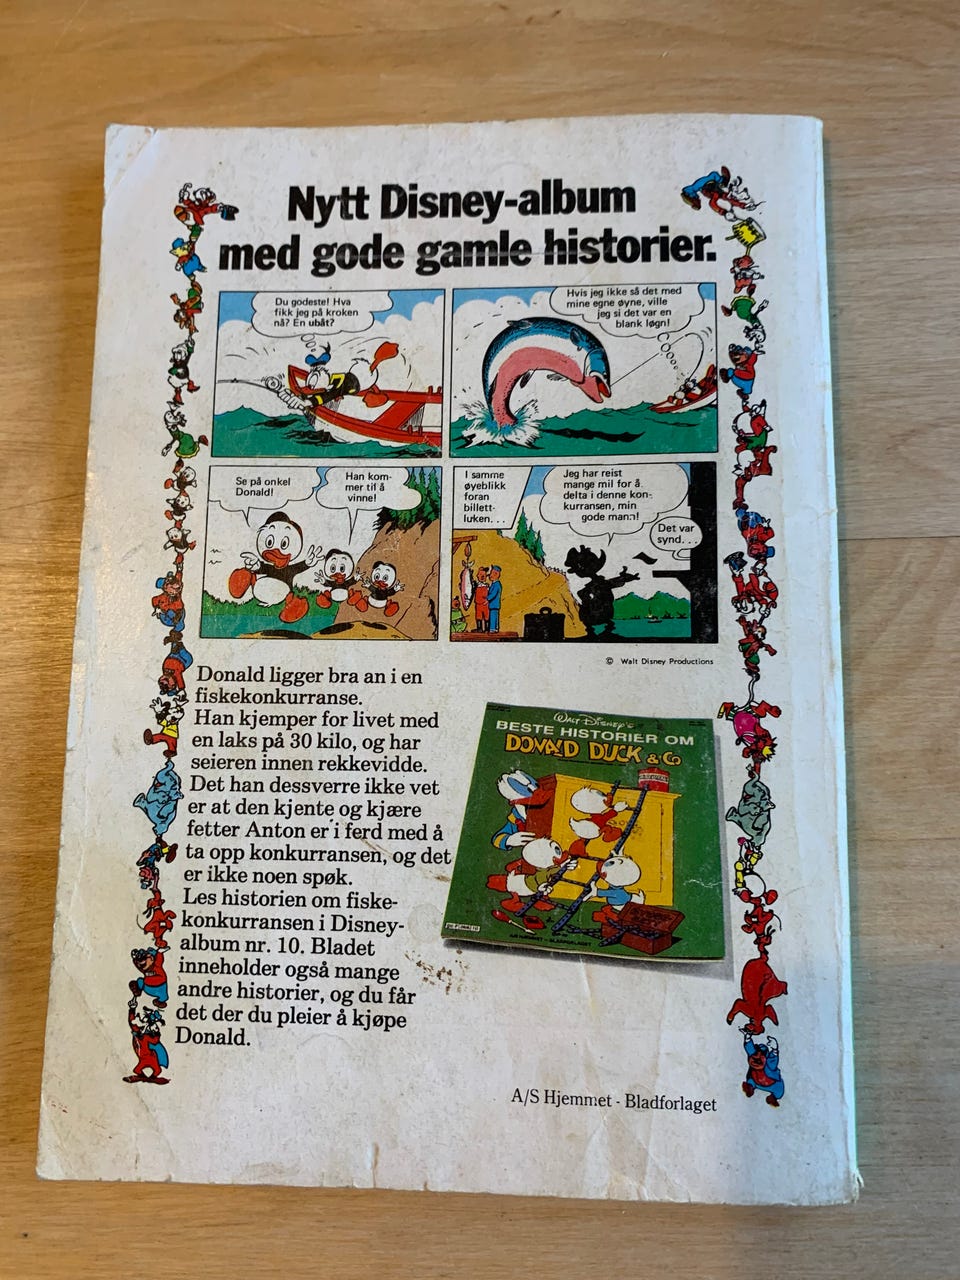 Nytt Disney-album
med gode gamle historier.
Du godeste! Hva
fikk jeg på kroken
nå? En ubåt?
Hvis jeg ikke så det med
mine egne øyne, ville
jeg si det var en
blank løgn!
Se på onkel
Donald!
Han kom-
mer til å
vinne!
I samme
øyeblikk
foran
billett-
luken. . .
Jeg har reist
mange mil for å
delta i denne kon-
kurransen, min
gode mann!
Det var
synd. . .
© Walt Disney Productions
Donald ligger bra an i en
fiskekonkurranse.
Han kjemper for livet med
en laks på 30 kilo, og har
seieren innen rekkevidde.
Det han dessverre ikke vet
er at den kjente og kjære
fetter Anton er i ferd med å
ta opp konkurransen, og det
er ikke noen spøk.
Les historien om fiske-
konkurransen i Disney-
album nr. 10. Bladet
inneholder også mange
andre historier, og du får
det der du pleier å kjøpe
Donald.
WALT DISNEY'S
BESTE HISTORIER OM
DONALD DUCK & Co
A/S HJEMMET - BLADFORLAGET
A/S Hjemmet - Bladforlaget